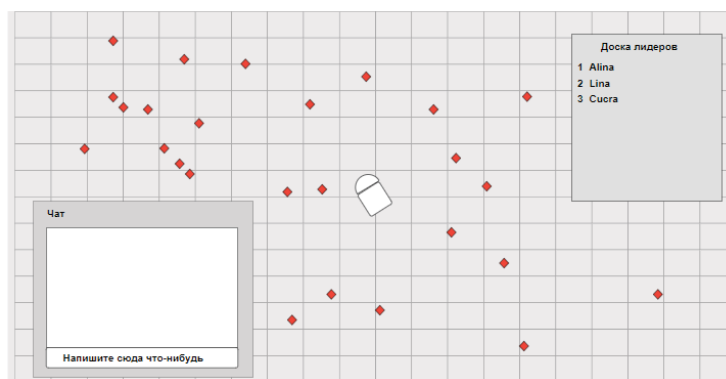 Доска лидеров
1 Alina
2 Lina
3 Cucra
Чат
Напишите сюда что-нибудь